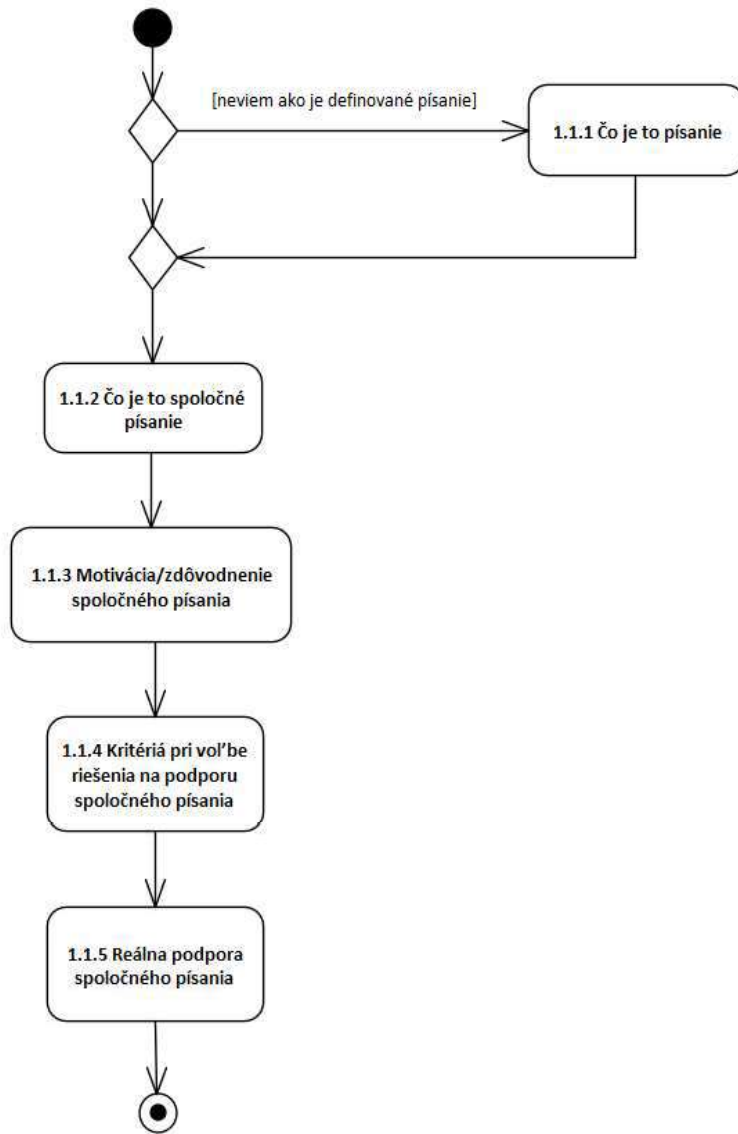 [neviem ako je definované písanie]
1.1.1 Čo je to písanie
1.1.2 Čo je to spoločné
písanie
1.1.3 Motivácia/zdôvodnenie
spoločného písania
1.1.4 Kritériá pri voľbe
riešenia na podporu
spoločného písania
1.1.5 Reálna podpora
spoločného písania